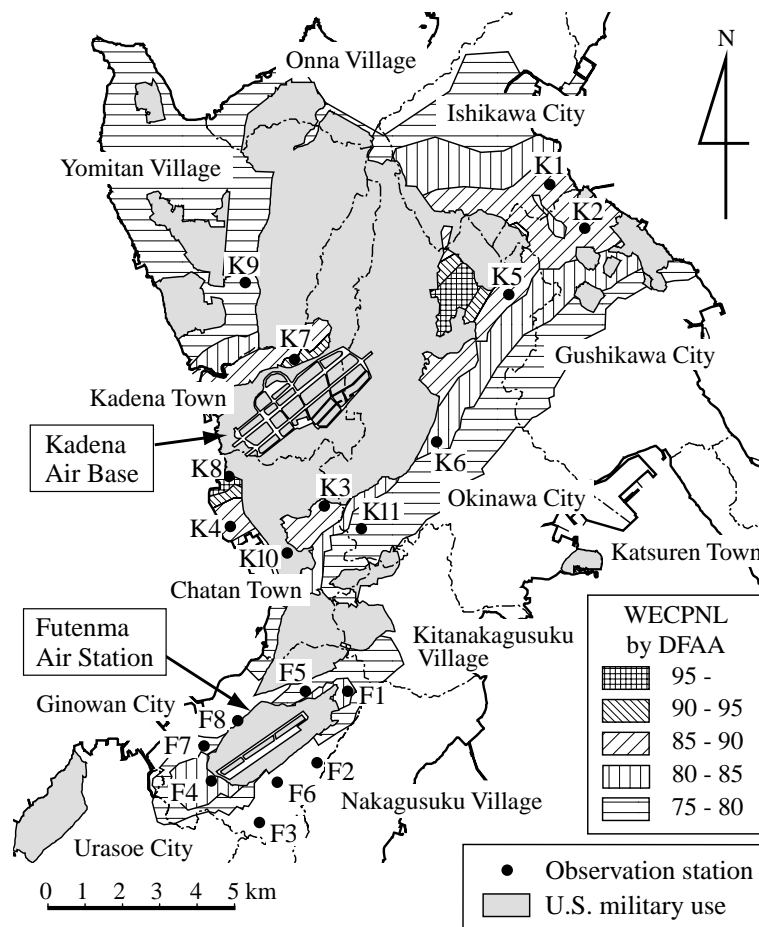 Onna Village
N
Ishikawa City
Yomitan Village
K1
K2
K9
K5
K7
Gushikawa City
Kadena Town
Kadena
Air Base
K6
K8
K3
Okinawa City
K11
K4
K10
Katsuren Town
Chatan Town
WECPNL
by DFAA
95 -
90 - 95
85 - 90
80 - 85
75 - 80
Futenma
Air Station
Kitanakagusuku
Village
F5
Ginowan City
F1
F8
F7
F2
F4
F6
Nakagusuku Village
F3
Urasoe City
Observation station
U.S. military use
0 1 2 3 4 5 km